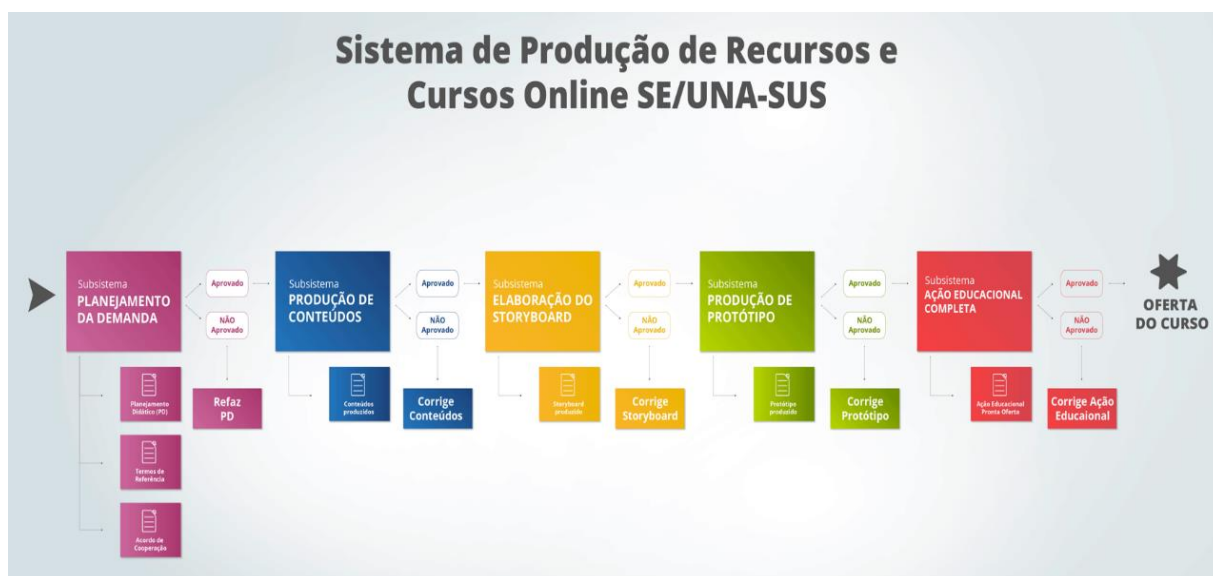 Sistema de Produção de Recursos e
Cursos Online SE/UNA-SUS
Subsistema
PLANEJAMENTO
DA DEMANDA
Aprovado
NÃO
Aprovado
Planejamento
Didático (PD)
Refaz
PD
Termos de
Referência
Acordo de
Cooperação
Subsistema
PRODUÇÃO DE
CONTEÚDOS
Aprovado
NÃO
Aprovado
Conteúdos
produzidos
Corrige
Conteúdos
Subsistema
ELABORAÇÃO DO
STORYBOARD
Aprovado
NÃO
Aprovado
Storyboard
produzido
Corrige
Storyboard
Subsistema
PRODUÇÃO DE
PROTÓTIPO
Aprovado
NÃO
Aprovado
Protótipo
produzido
Corrige
Protótipo
Subsistema
AÇÃO EDUCACIONAL
COMPLETA
Aprovado
NÃO
Aprovado
Ação Educacional
Pronta Oferta
Corrige Ação
Educaional
OFERTA
DO CURSO